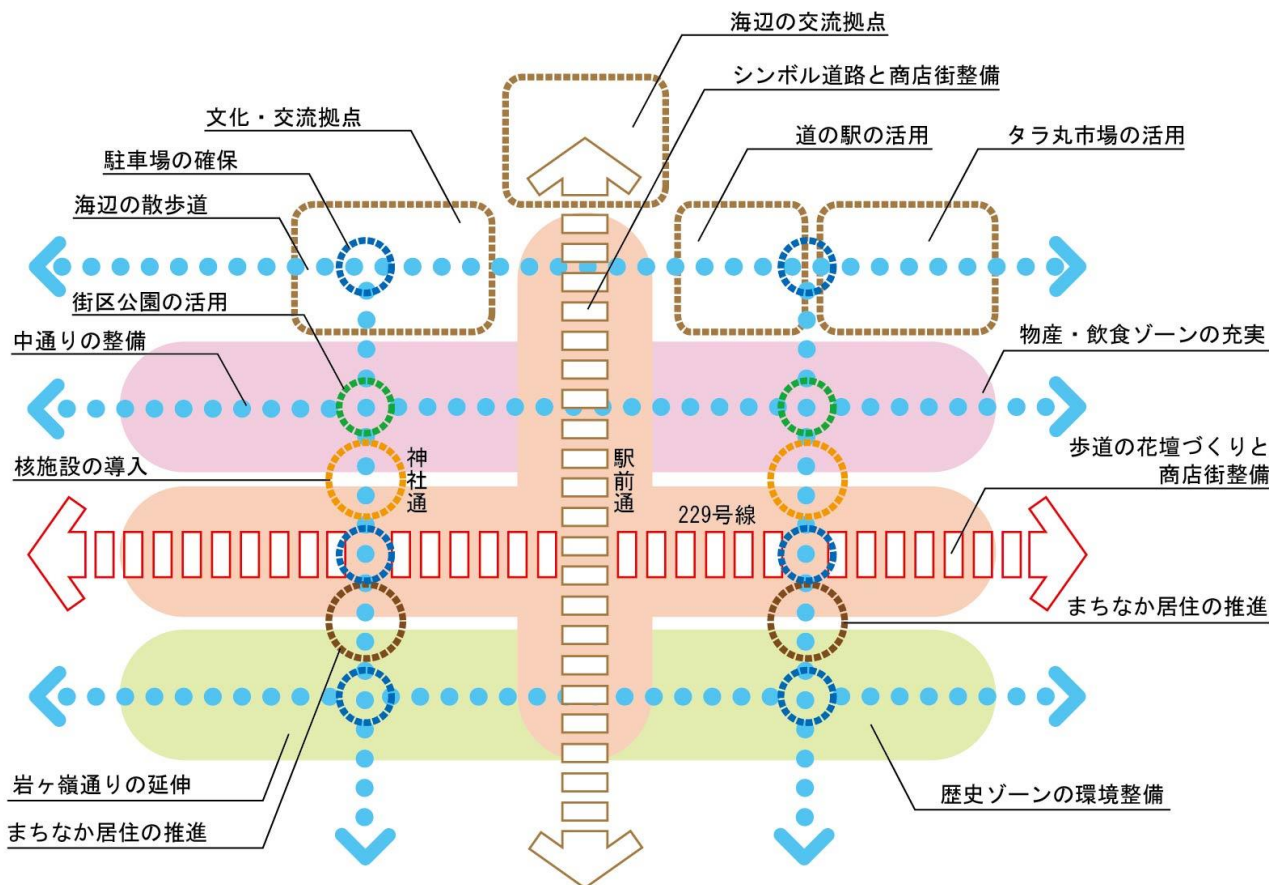 海辺の交流拠点
シンボル道路と商店街整備
文化・交流拠点
道の駅の活用
タラ丸市場の活用
駐車場の確保
海辺の散歩道
街区公園の活用
中通りの整備
物産・飲食ゾーンの充実
核施設の導入
神社通
駅前通
歩道の花壇づくりと
商店街整備
229号線
まちなか居住の推進
岩ヶ嶺通りの延伸
歴史ゾーンの環境整備
まちなか居住の推進